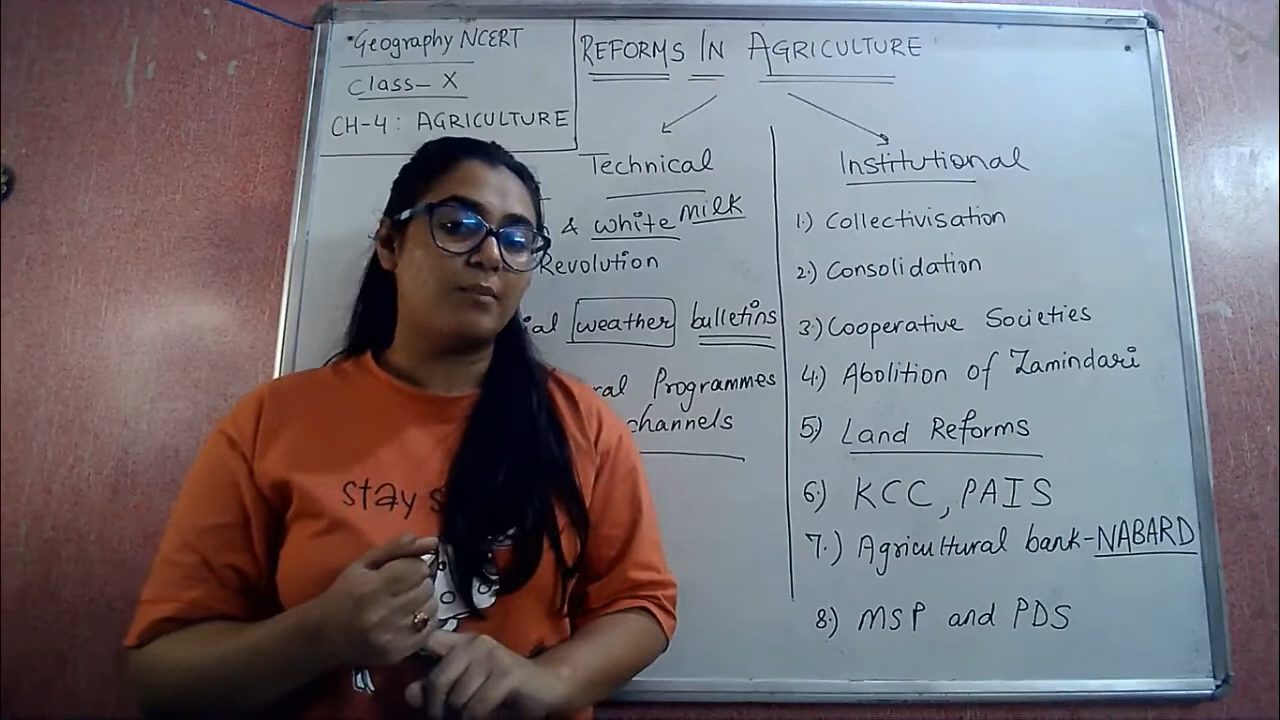 Geography NCERT
Class- X
CH-4: AGRICULTURE
REFORMS IN AGRICULTURE
Technical
& white milk
Revolution
weather bulletins
Programmes
channels
Institutional
1.) Collectivisation
2.) Consolidation
3.) Cooperative Societies
4.) Abolition of Zamindari
5.) Land Reforms
6.) KCC, PAIS
7.) Agricultural bank-NABARD
8.) MSP and PDS
stay